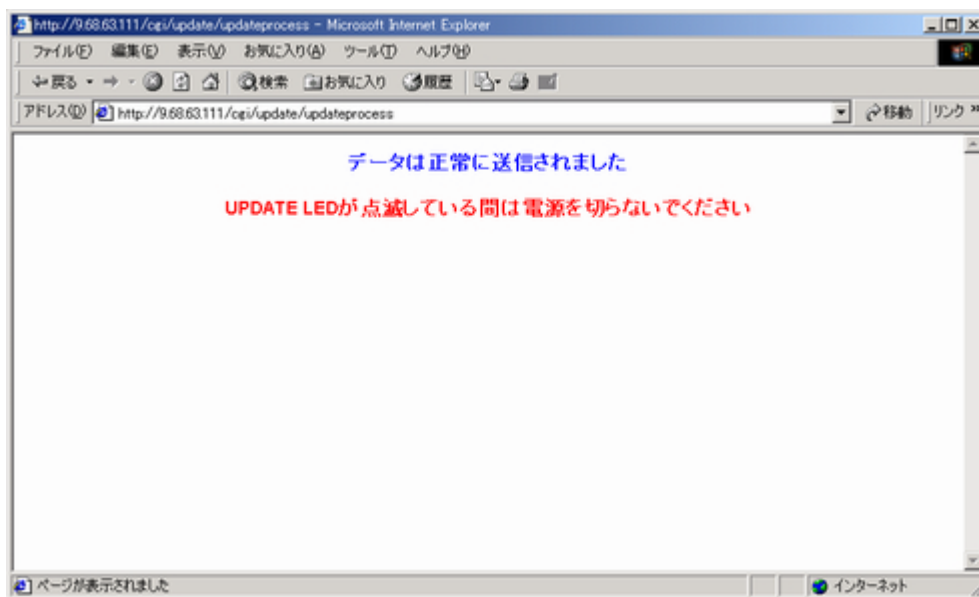 http://9.68.63.111/cgi/update/updateprocess - Microsoft Internet Explorer
ファイル(F) 編集(E) 表示(V) お気に入り(A) ツール(T) ヘルプ(H)
戻る 検索 お気に入り 履歴
アドレス(D) http://9.68.63.111/cgi/update/updateprocess 移動 リンク »
データは正常に送信されました
UPDATE LEDが点滅している間は電源を切らないでください
ページが表示されました インターネット